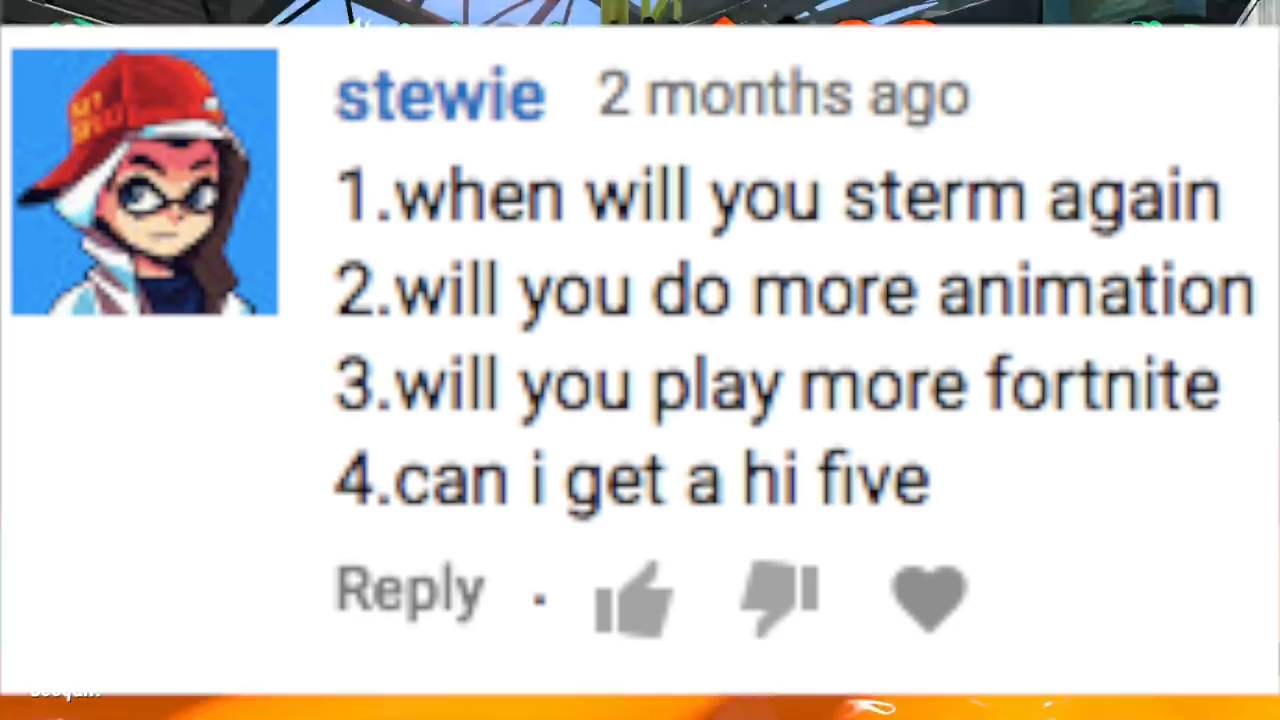 stewie 2 months ago
1.when will you sterm again
2.will you do more animation
3.will you play more fortnite
4.can i get a hi five
Reply